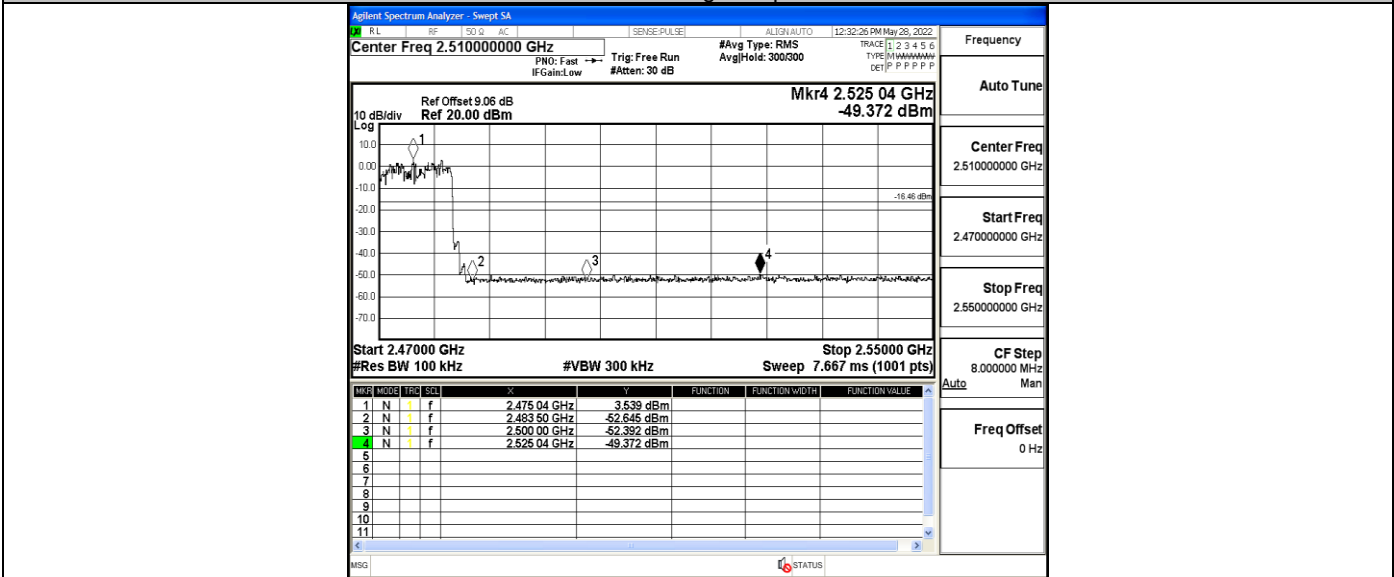 Agilent Spectrum Analyzer - Swept SA
LXI RL RF 50 Ω AC SENSE:PULSE ALIGNAUTO 12:32:26 PM May 28, 2022
Center Freq 2.510000000 GHz
PNO: Fast
IFGain:Low
Trig: Free Run
#Atten: 30 dB
#Avg Type: RMS
Avg|Hold: 300/300
TRACE 1 2 3 4 5 6
TYPE M WWWWW
DET P P P P P P
Mkr4 2.525 04 GHz
-49.372 dBm
Ref Offset 9.06 dB
10 dB/div Ref 20.00 dBm
Log
10.0
0.00
-10.0
-20.0
-30.0
-40.0
-50.0
-60.0
-70.0
1
2
3
4
-16.46 dBm
Start 2.47000 GHz Stop 2.55000 GHz
#Res BW 100 kHz #VBW 300 kHz Sweep 7.667 ms (1001 pts)
MKR MODE TRC SCL X Y FUNCTION FUNCTION WIDTH FUNCTION VALUE
1 N 1 f 2.475 04 GHz 3.539 dBm
2 N 1 f 2.483 50 GHz -52.645 dBm
3 N 1 f 2.500 00 GHz -52.392 dBm
4 N 1 f 2.525 04 GHz -49.372 dBm
5
6
7
8
9
10
11
MSG STATUS
Frequency
Auto Tune
Center Freq
2.510000000 GHz
Start Freq
2.470000000 GHz
Stop Freq
2.550000000 GHz
CF Step
8.000000 MHz
Auto Man
Freq Offset
0 Hz